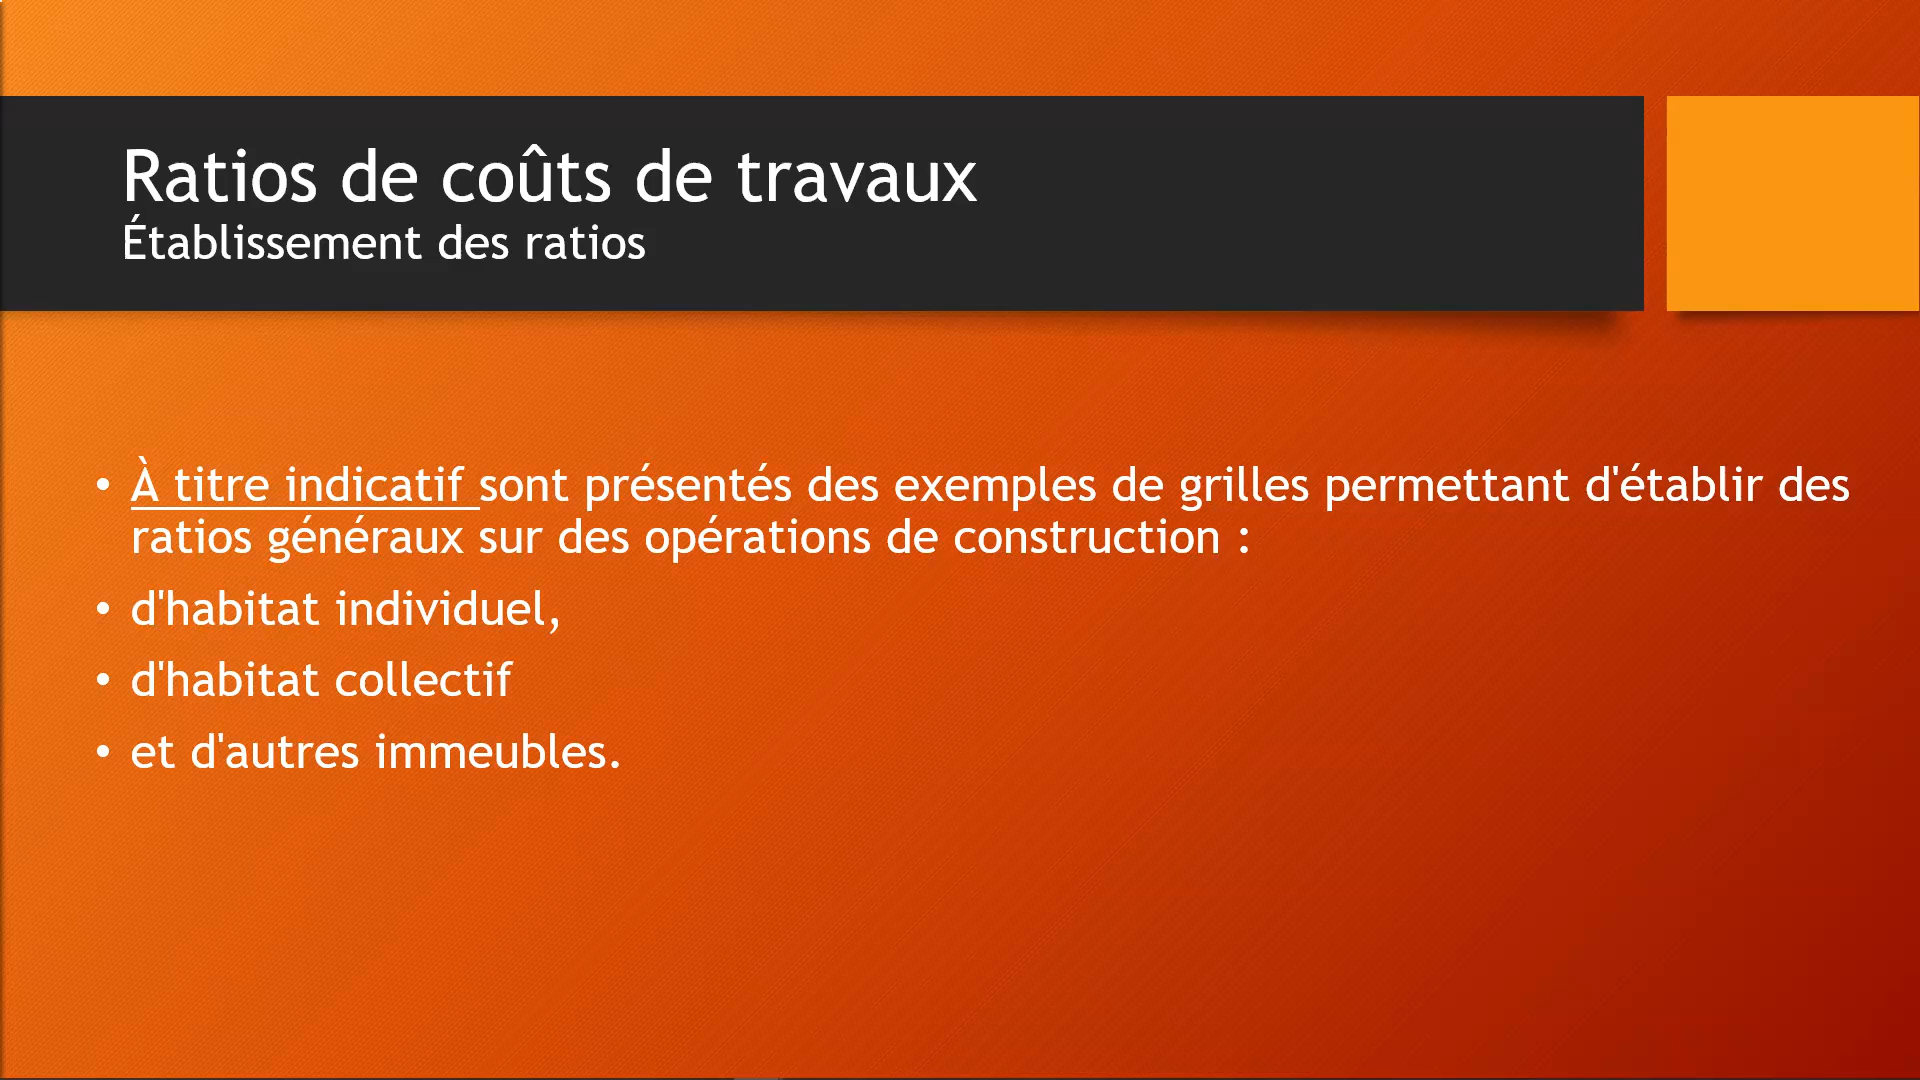 Ratios de coûts de travaux
Établissement des ratios
• À titre indicatif sont présentés des exemples de grilles permettant d'établir des
ratios généraux sur des opérations de construction :
• d'habitat individuel,
• d'habitat collectif
• et d'autres immeubles.